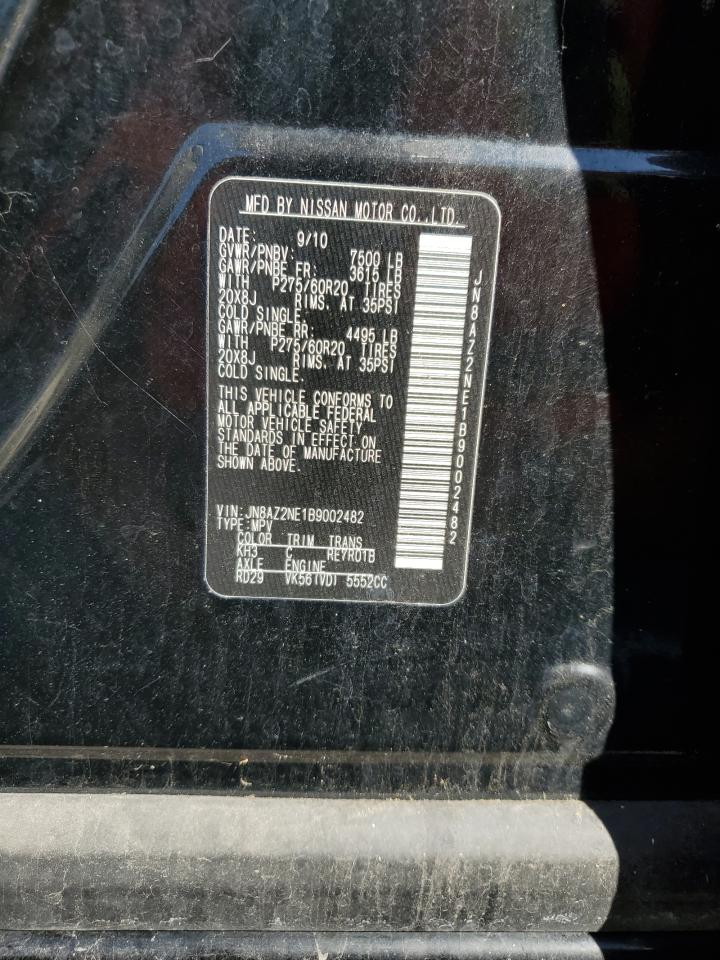 MFD BY NISSAN MOTOR CO.,LTD.
DATE: 9/10
GVWR/PNBV: 7500 LB
GAWR/PNBE FR: 3615 LB
WITH P275/60R20 TIRES
20X8J RIMS. AT 35PSI
COLD SINGLE.
GAWR/PNBE RR: 4495 LB
WITH P275/60R20 TIRES
20X8J RIMS. AT 35PSI
COLD SINGLE.
THIS VEHICLE CONFORMS TO
ALL APPLICABLE FEDERAL
MOTOR VEHICLE SAFETY
STANDARDS IN EFFECT ON
THE DATE OF MANUFACTURE
SHOWN ABOVE.
VIN:JN8AZ2NE1B9002482
TYPE:MPV
COLOR TRIM TRANS
KH3 C RE7R01B
AXLE ENGINE
RD29 VK56(VD) 5552CC
JN8AZ2NE1B9002482